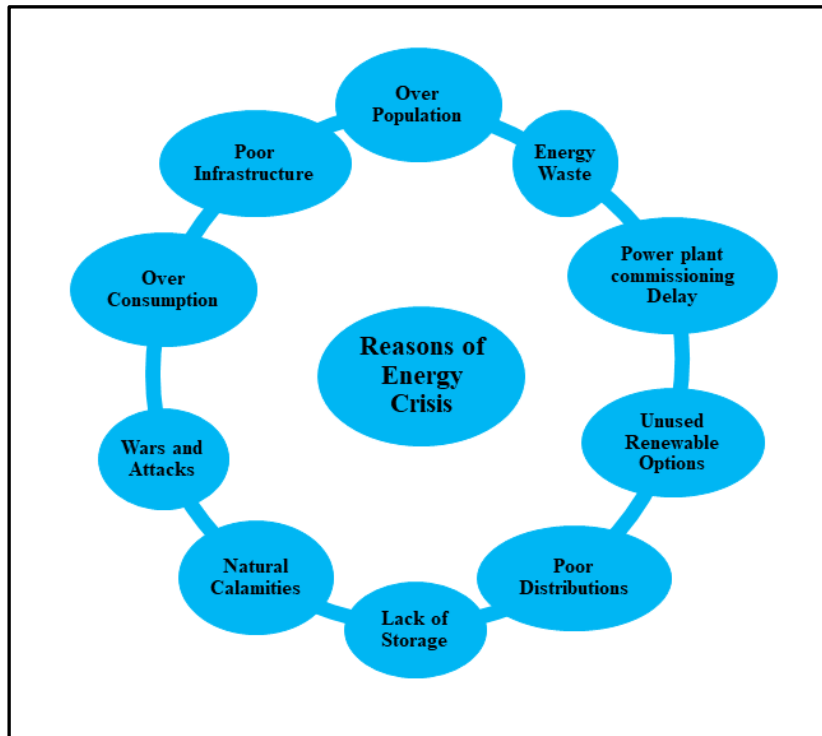 Over
Population
Energy
Waste
Power plant
commissioning
Delay
Unused
Renewable
Options
Poor
Distributions
Lack of
Storage
Natural
Calamities
Wars and
Attacks
Over
Consumption
Poor
Infrastructure
Reasons of
Energy
Crisis